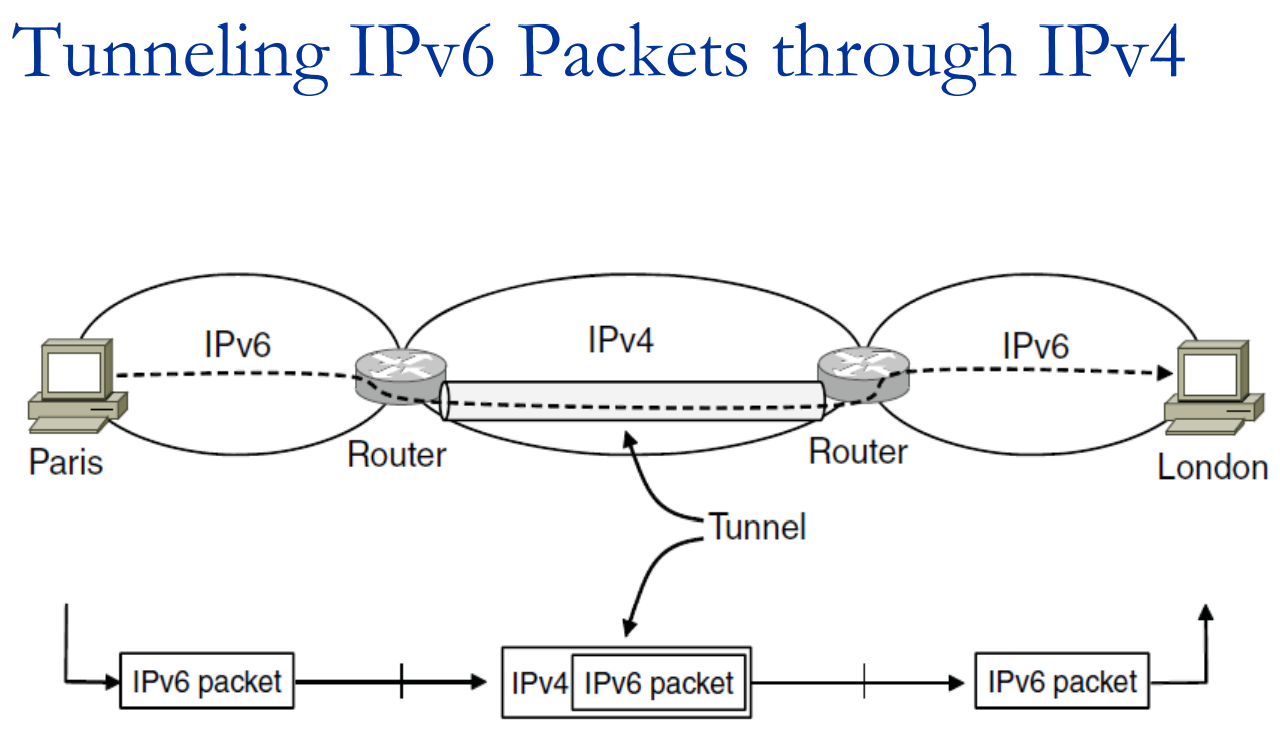 Tunneling IPv6 Packets through IPv4
IPv6
IPv4
IPv6
Paris
Router
Router
London
Tunnel
IPv6 packet
IPv4 IPv6 packet
IPv6 packet